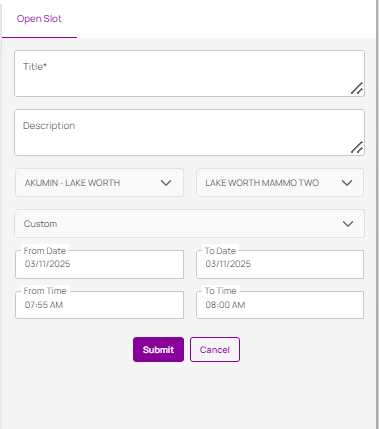 Open Slot
Title*
Description
AKUMIN - LAKE WORTH
LAKE WORTH MAMMO TWO
Custom
From Date
03/11/2025
To Date
03/11/2025
From Time
07:55 AM
To Time
08:00 AM
Submit
Cancel